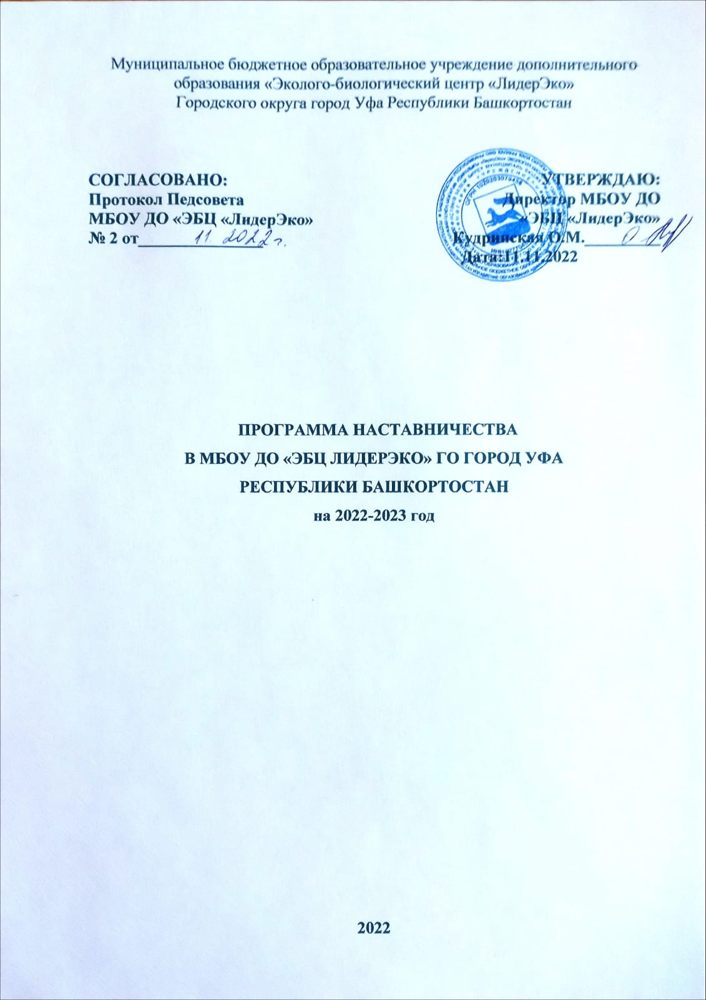 Муниципальное бюджетное образовательное учреждение дополнительного
образования «Эколого-биологический центр «ЛидерЭко»
Городского округа город Уфа Республики Башкортостан
СОГЛАСОВАНО:
Протокол Педсовета
МБОУ ДО «ЭБЦ «ЛидерЭко»
№ 2 от 11. 2022 г.
УТВЕРЖДАЮ:
Директор МБОУ ДО
«ЭБЦ «ЛидерЭко»
Кудринская О.М.
Дата:11.11.2022
ПРОГРАММА НАСТАВНИЧЕСТВА
В МБОУ ДО «ЭБЦ ЛИДЕРЭКО» ГО ГОРОД УФА
РЕСПУБЛИКИ БАШКОРТОСТАН
на 2022-2023 год
2022